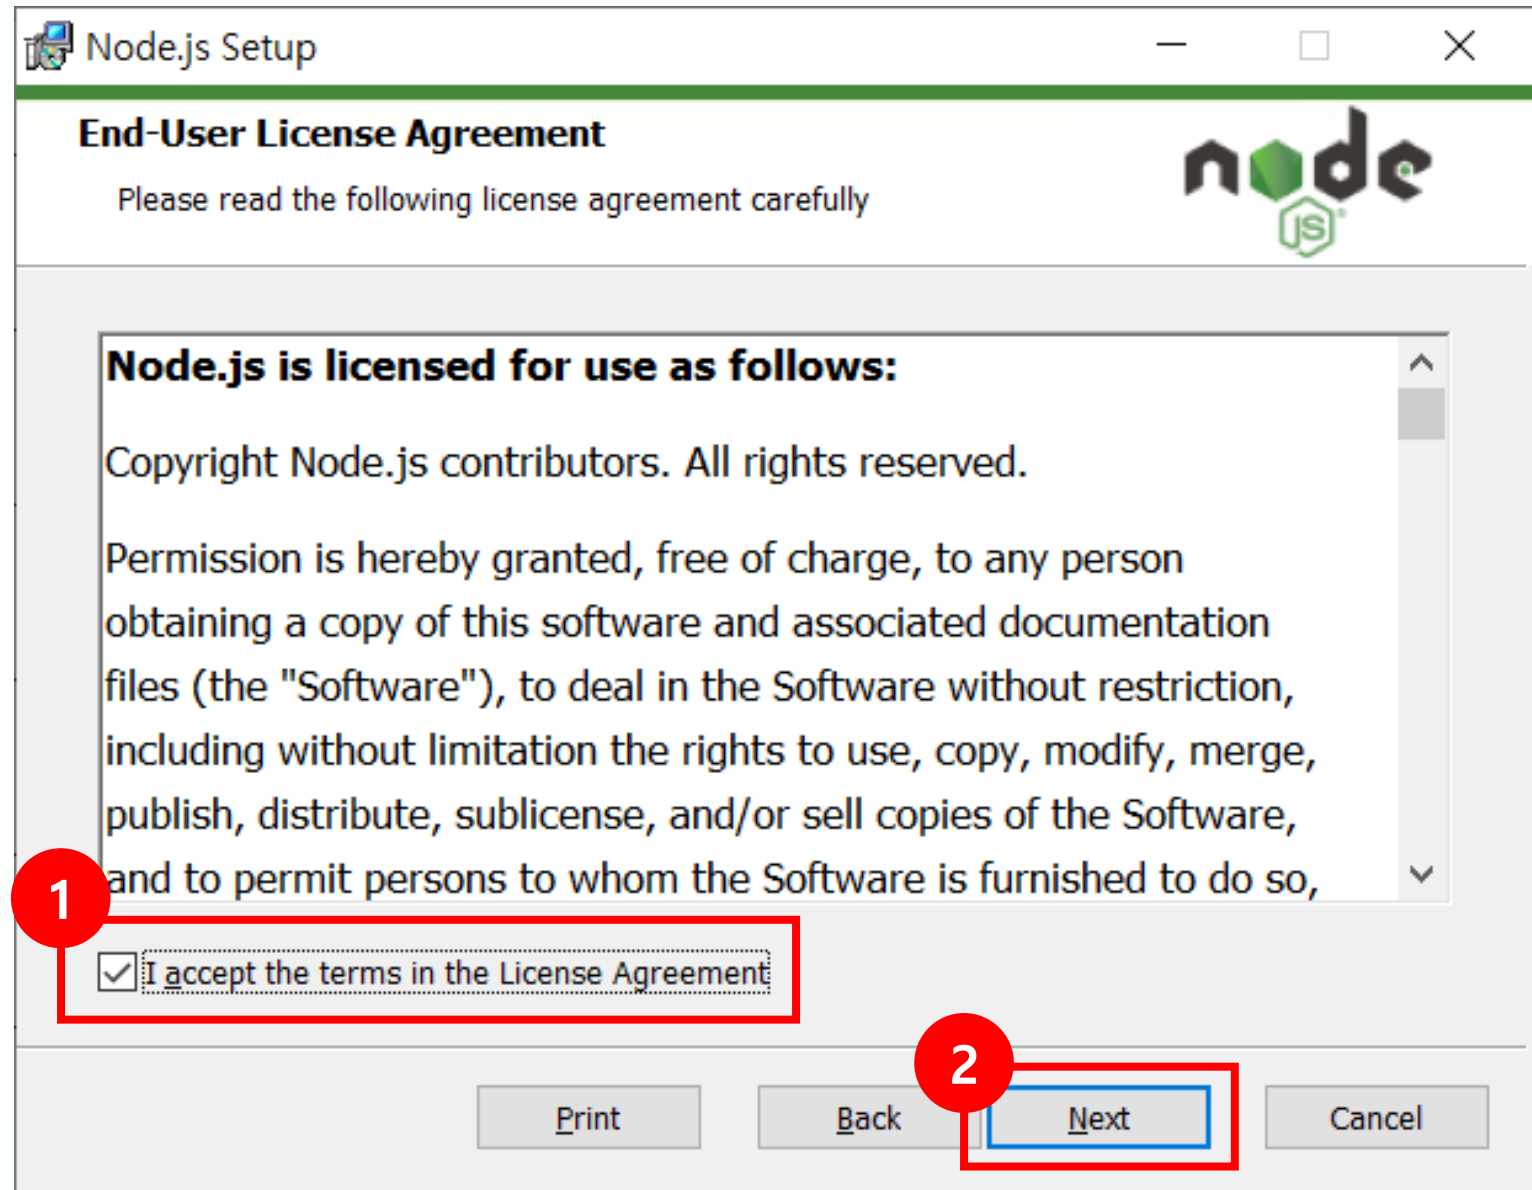 Node.js Setup
End-User License Agreement
Please read the following license agreement carefully
node
JS
Node.js is licensed for use as follows:
Copyright Node.js contributors. All rights reserved.
Permission is hereby granted, free of charge, to any person
obtaining a copy of this software and associated documentation
files (the "Software"), to deal in the Software without restriction,
including without limitation the rights to use, copy, modify, merge,
publish, distribute, sublicense, and/or sell copies of the Software,
and to permit persons to whom the Software is furnished to do so,
1
I accept the terms in the License Agreement
2
Print Back Next Cancel